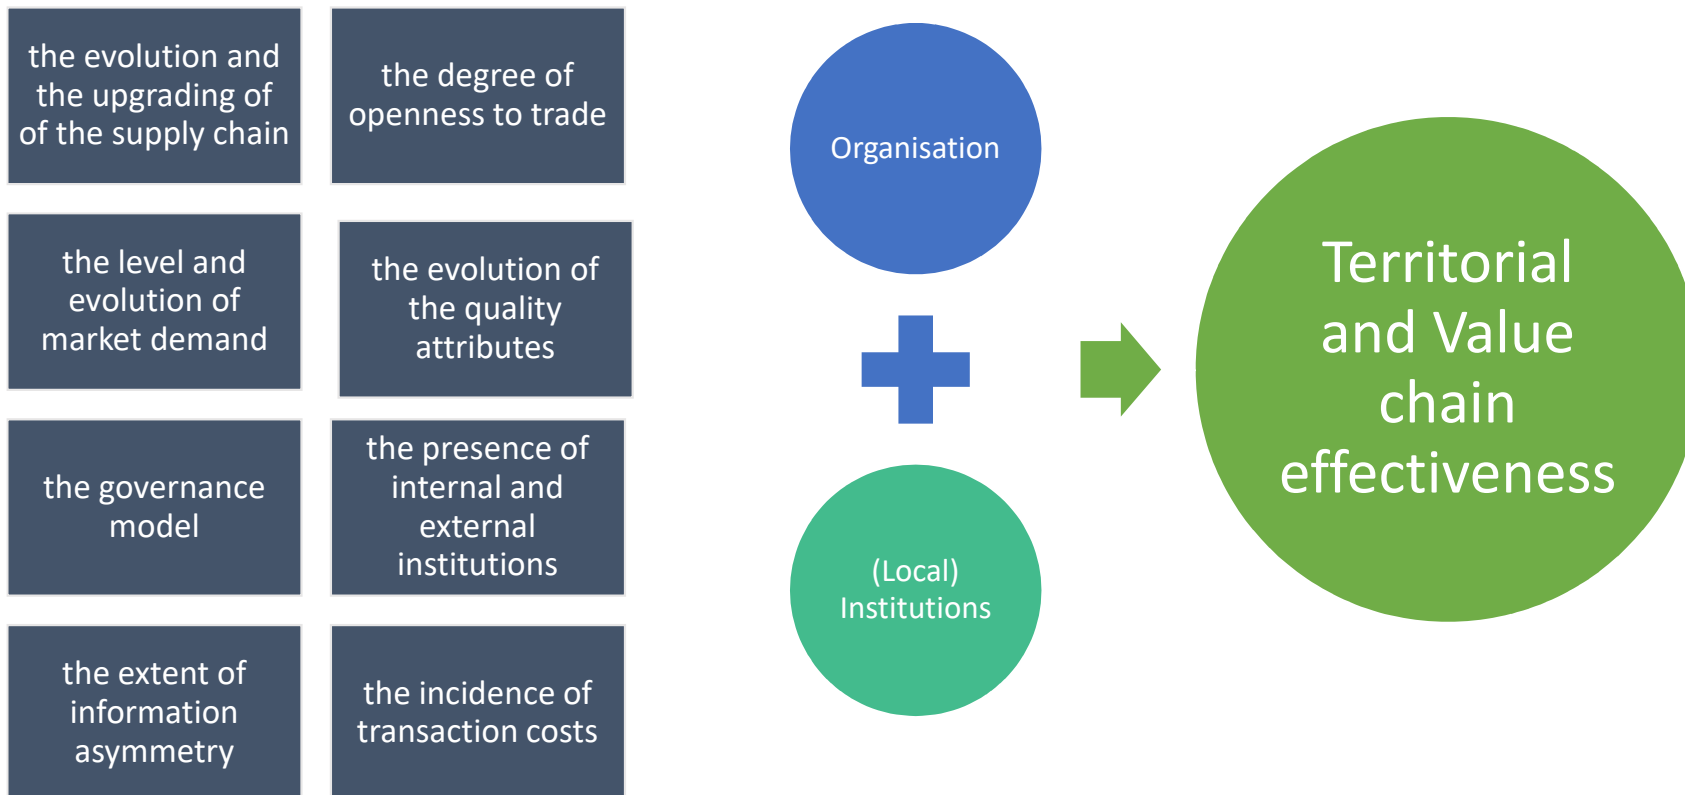 the evolution and
the upgrading of
of the supply chain
the degree of
openness to trade
the level and
evolution of
market demand
the evolution of
the quality
attributes
the governance
model
the presence of
internal and
external
institutions
the extent of
information
asymmetry
the incidence of
transaction costs
Organisation
(Local)
Institutions
Territorial
and Value
chain
effectiveness